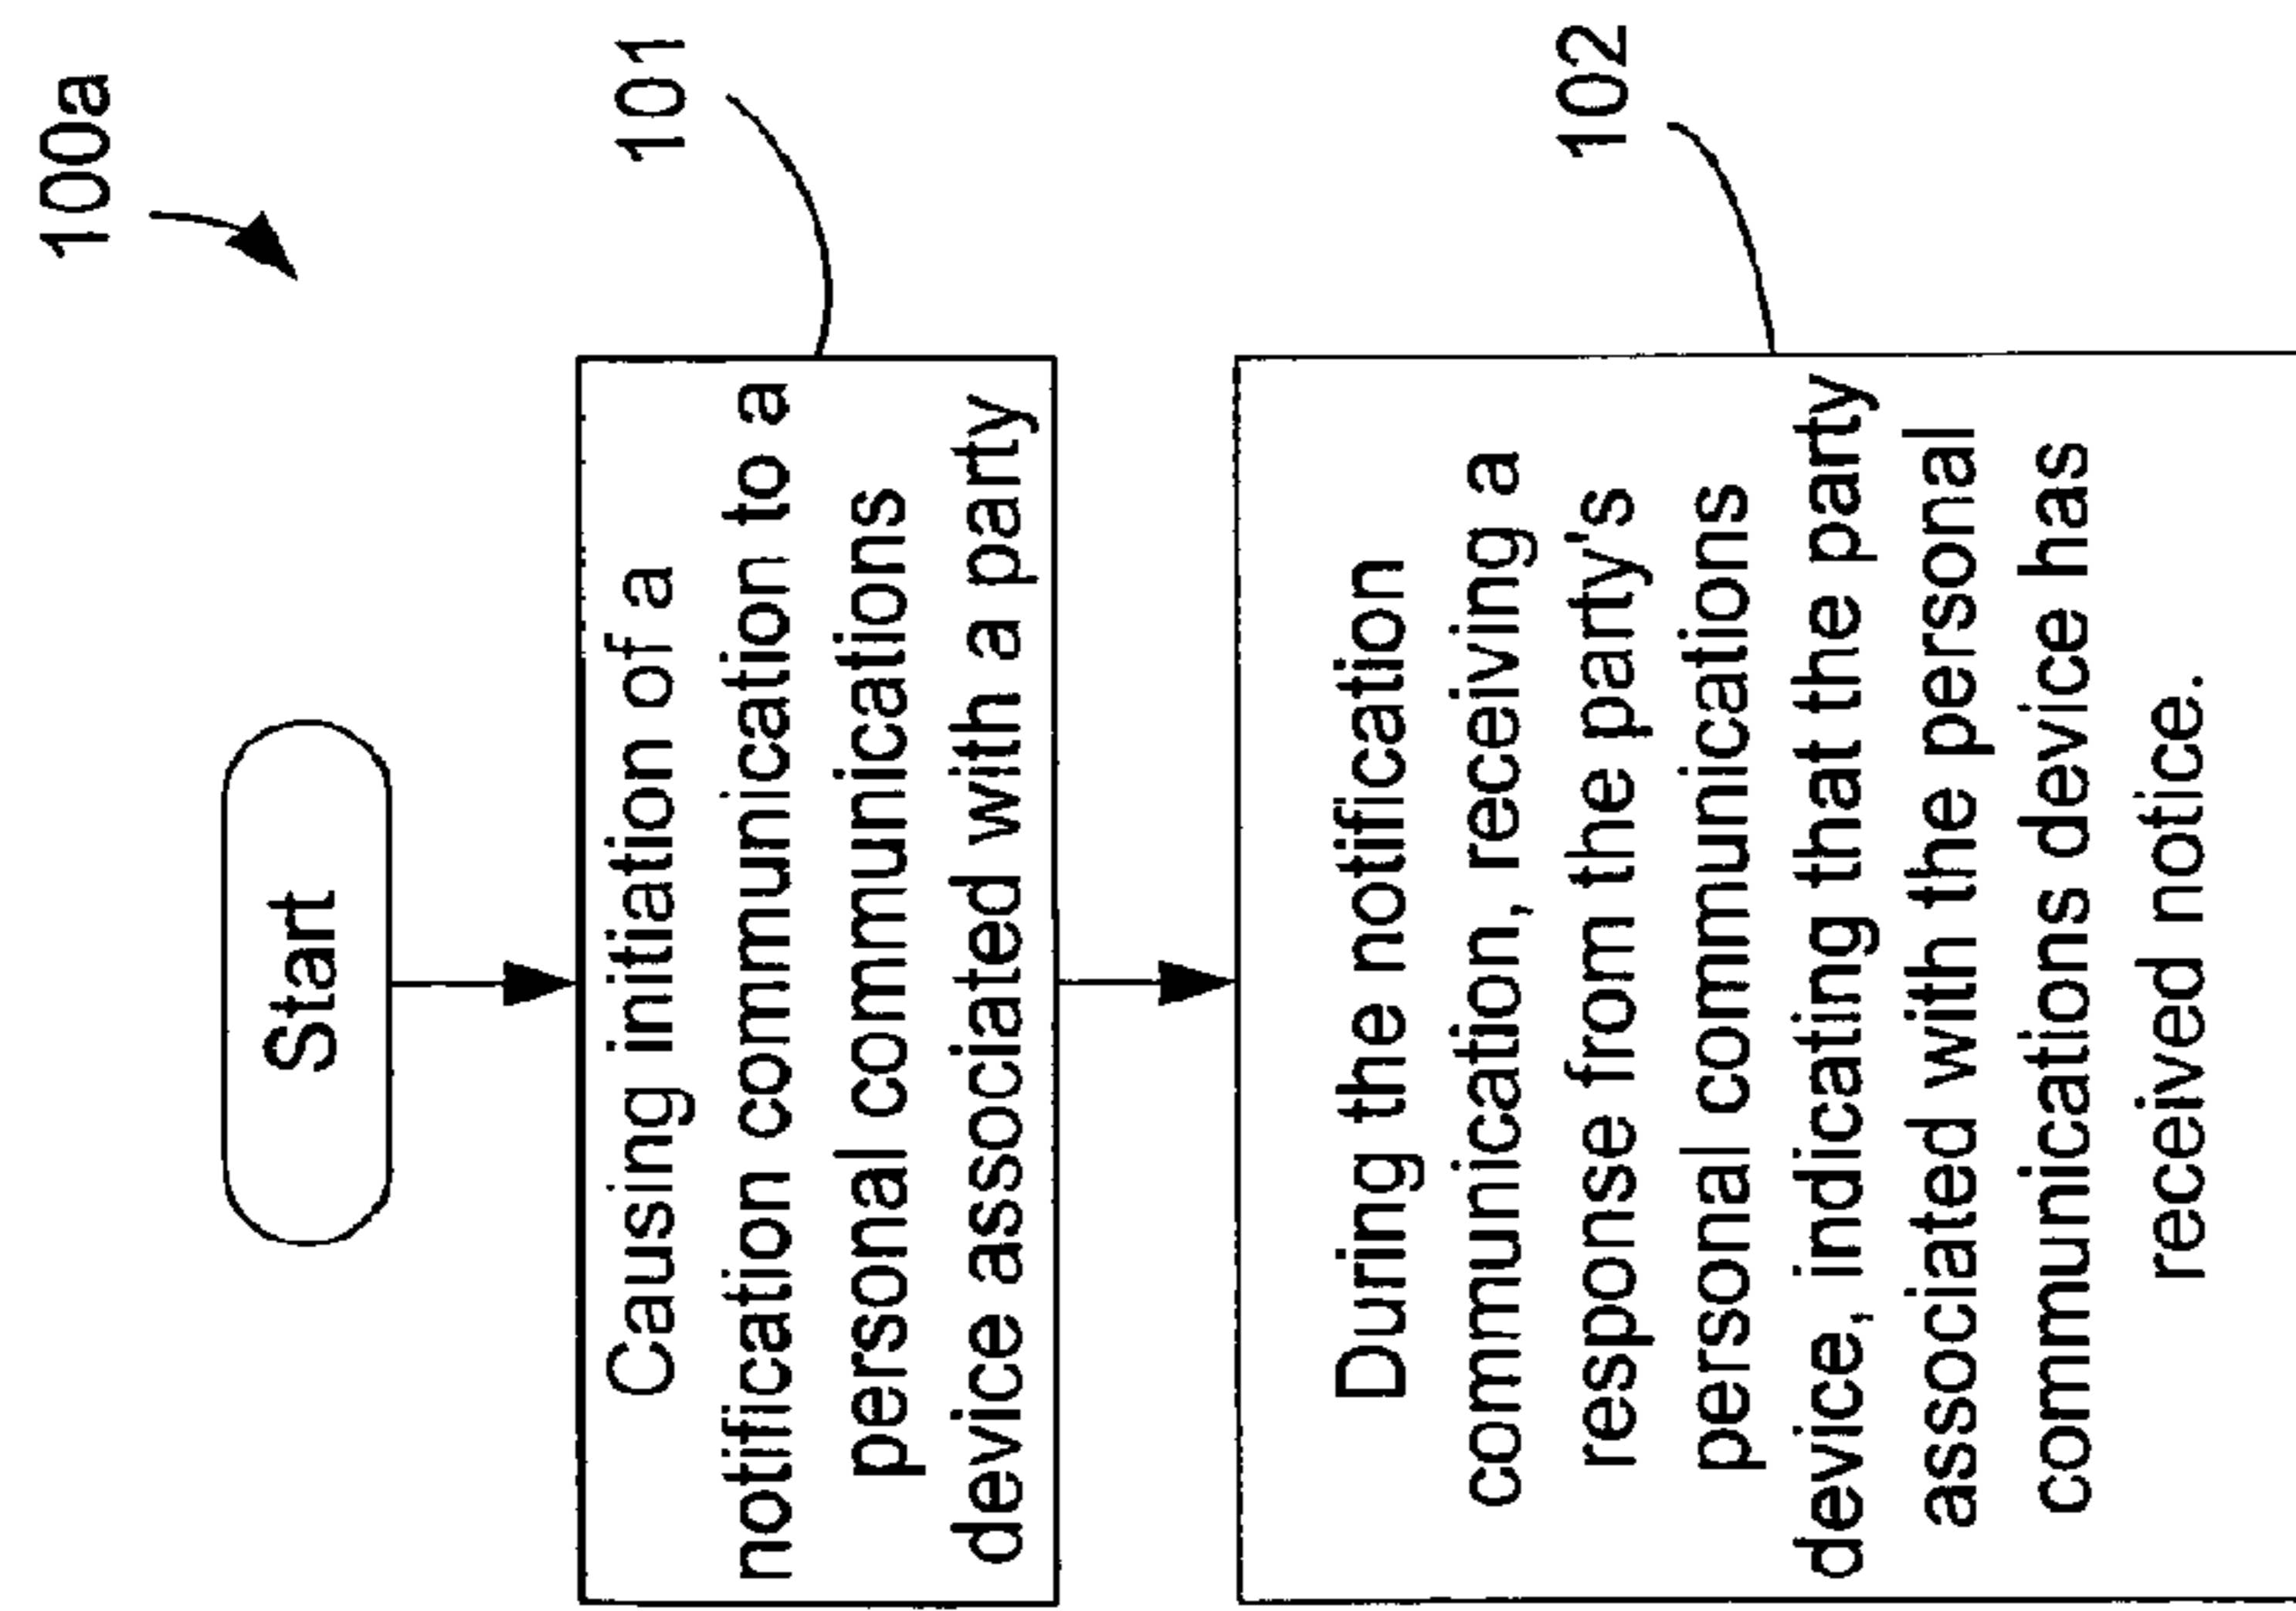 100a
Start
101
Causing initiation of a
notification communication to a
personal communications
device associated with a party
102
During the notification
communication, receiving a
response from the party's
personal communications
device, indicating that the party
associated with the personal
communications device has
received notice.